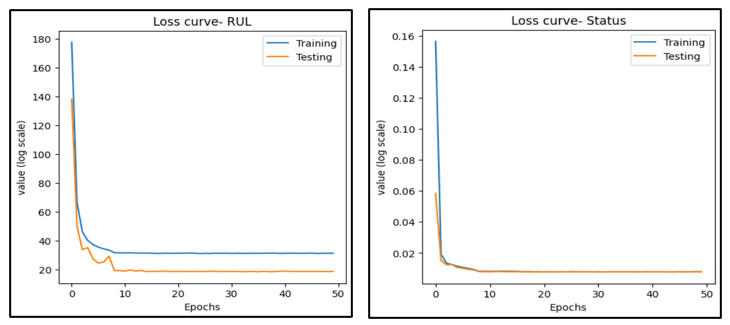 Loss curve- RUL
Training
Testing
value (log scale)
180
160
140
120
100
80
60
40
20
0
10
20
30
40
50
Epochs
Loss curve- Status
Training
Testing
value (log scale)
0.16
0.14
0.12
0.10
0.08
0.06
0.04
0.02
0
10
20
30
40
50
Epochs